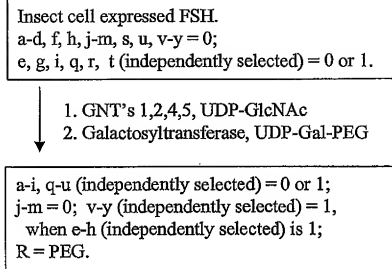 Insect cell expressed FSH.
a-d, f, h, j-m, s, u, v-y = 0;
e, g, i, q, r, t (independently selected) = 0 or 1.
1. GNT's 1,2,4,5, UDP-GlcNAc
2. Galactosyltransferase, UDP-Gal-PEG
a-i, q-u (independently selected) = 0 or 1;
j-m = 0; v-y (independently selected) = 1,
when e-h (independently selected) is 1;
R = PEG.